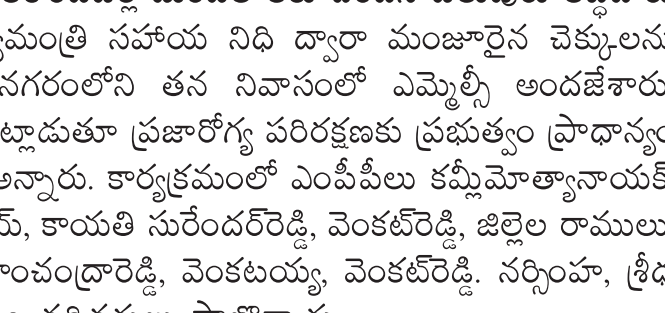 మంత్రి సహాయ నిధి ద్వారా మంజూరైన చెక్కులను
నగరంలోని తన నివాసంలో ఎమ్మెల్సీ అందజేశారు
ట్లాడుతూ ప్రజారోగ్య పరిరక్షణకు ప్రభుత్వం ప్రాధాన్యం
అన్నారు. కార్యక్రమంలో ఎంపీపీలు కమ్లీమోత్యానాయక్
మ్, కాయతి సురేందర్‌రెడ్డి, వెంకట్‌రెడ్డి, జిల్లెల రాములు
ంచంద్రారెడ్డి, వెంకటయ్య, వెంకట్‌రెడ్డి. నర్సింహ, శ్రీధ